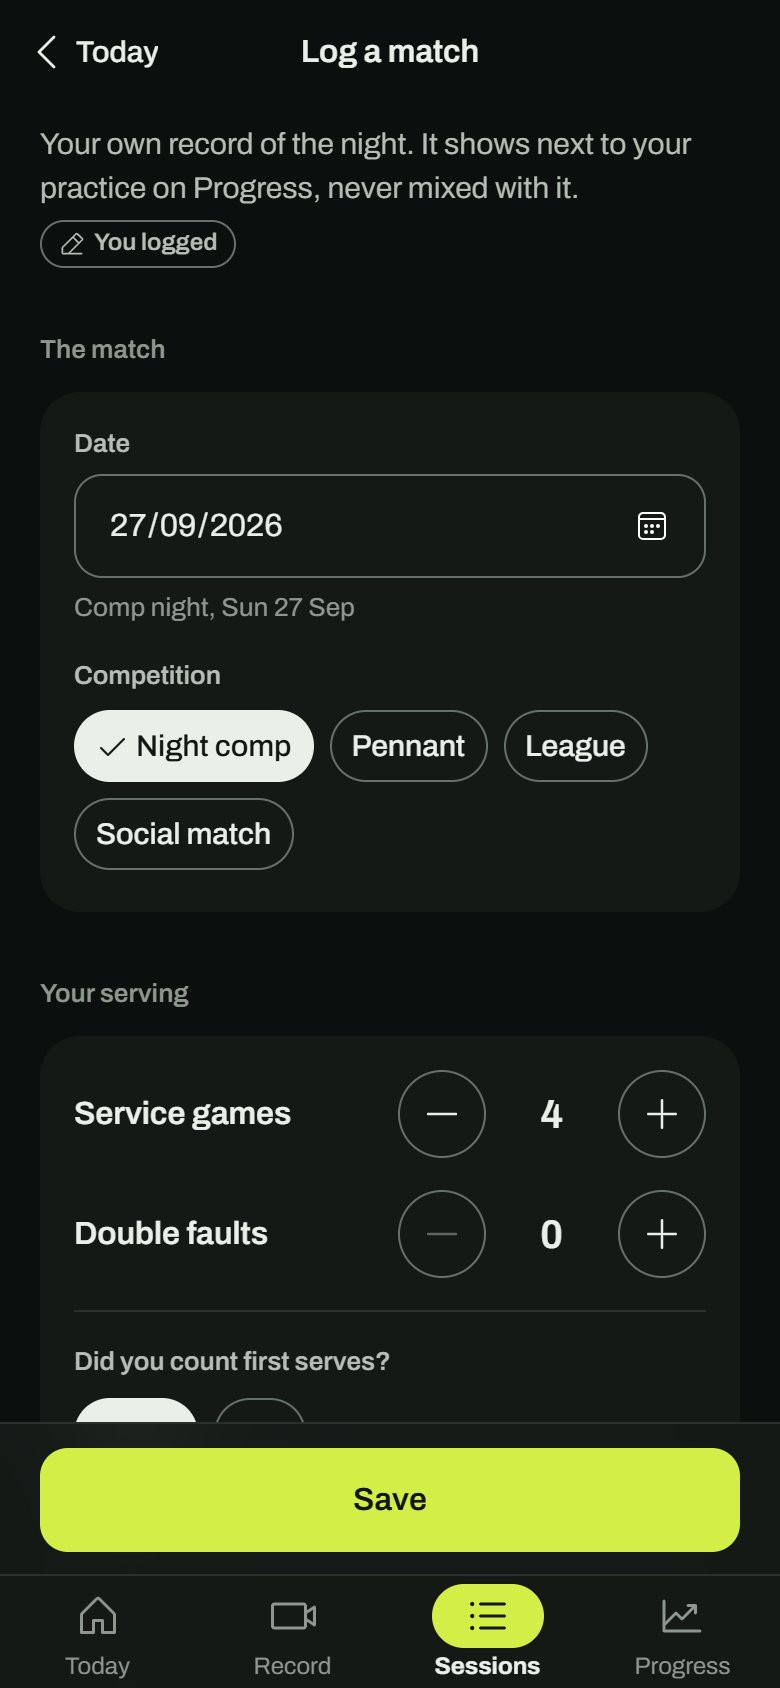 Today
Log a match
Your own record of the night. It shows next to your
practice on Progress, never mixed with it.
You logged
The match
Date
27/09/2026
Comp night, Sun 27 Sep
Competition
Night comp
Pennant
League
Social match
Your serving
Service games
4
Double faults
0
Did you count first serves?
Save
Today
Record
Sessions
Progress